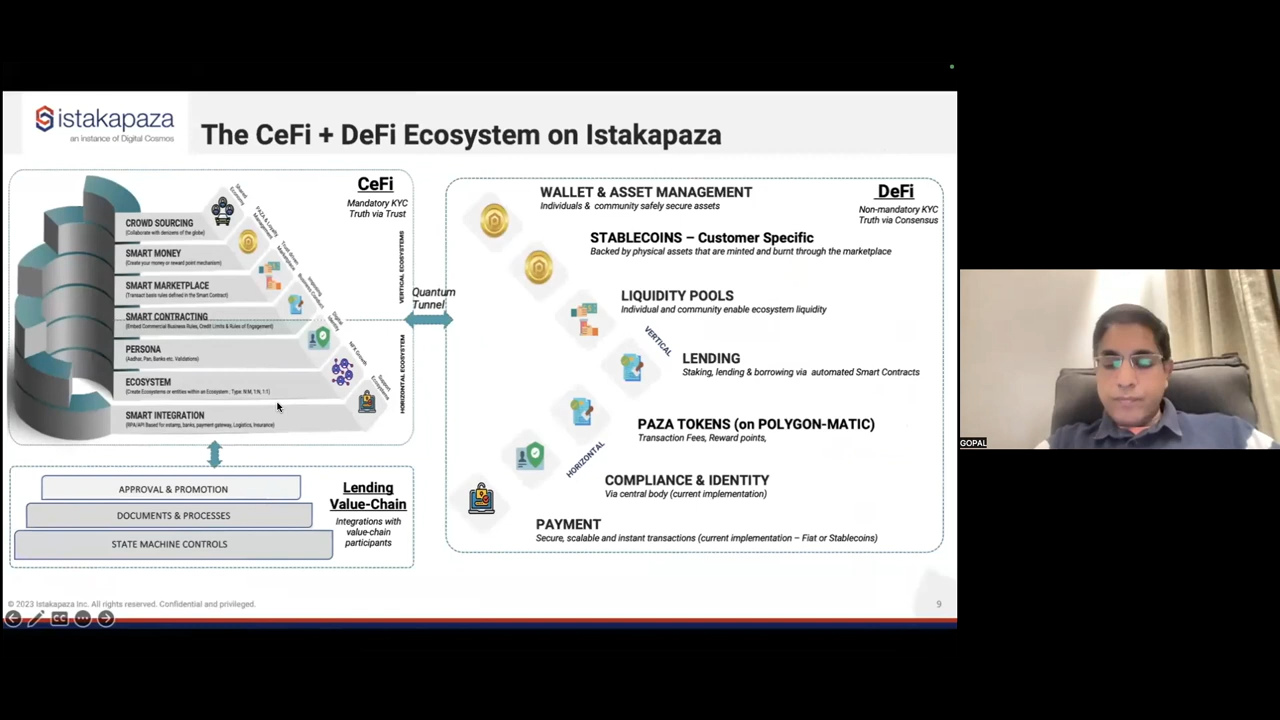 istakapaza
an instance of Digital Cosmos
The CeFi + DeFi Ecosystem on Istakapaza
CeFi
Mandatory KYC
Truth via Trust
CROWD SOURCING
(Collaborate with denizens of the globe)
SMART MONEY
(Create your money or reward point mechanism)
SMART MARKETPLACE
(Transact basis rules defined in the Smart Contract)
SMART CONTRACTING
(Embed Commercial Business Rules, Credit Limits & Rules of Engagement)
PERSONA
(Aadhar, Pan, Banks etc. Validations)
ECOSYSTEM
(Create Ecosystems or entities within an Ecosystem ; Type: N:M, 1:N, 1:1)
SMART INTEGRATION
(RPA/API Based for estamp, banks, payment gateway, Logistics, Insurance)
VERTICAL ECOSYSTEMS
HORIZONTAL ECOSYSTEM
Quantum
Tunnel
APPROVAL & PROMOTION
DOCUMENTS & PROCESSES
STATE MACHINE CONTROLS
Lending
Value-Chain
Integrations with
value-chain
participants
DeFi
Non-mandatory KYC
Truth via Consensus
WALLET & ASSET MANAGEMENT
Individuals & community safely secure assets
STABLECOINS – Customer Specific
Backed by physical assets that are minted and burnt through the marketplace
LIQUIDITY POOLS
Individual and community enable ecosystem liquidity
VERTICAL
LENDING
Staking, lending & borrowing via automated Smart Contracts
PAZA TOKENS (on POLYGON-MATIC)
Transaction Fees, Reward points,
HORIZONTAL
COMPLIANCE & IDENTITY
Via central body (current implementation)
PAYMENT
Secure, scalable and instant transactions (current implementation – Fiat or Stablecoins)
© 2023 Istakapaza Inc. All rights reserved. Confidential and privileged.
9
CC
GOPAL